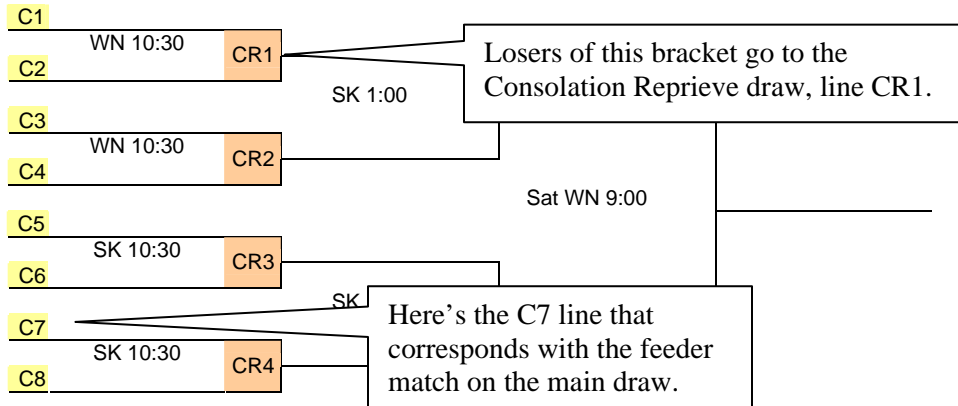 C1
WN 10:30
CR1
C2
Losers of this bracket go to the
Consolation Reprieve draw, line CR1.
SK 1:00
C3
WN 10:30
CR2
C4
Sat WN 9:00
C5
SK 10:30
CR3
C6
SK
Here’s the C7 line that
corresponds with the feeder
match on the main draw.
C7
SK 10:30
CR4
C8